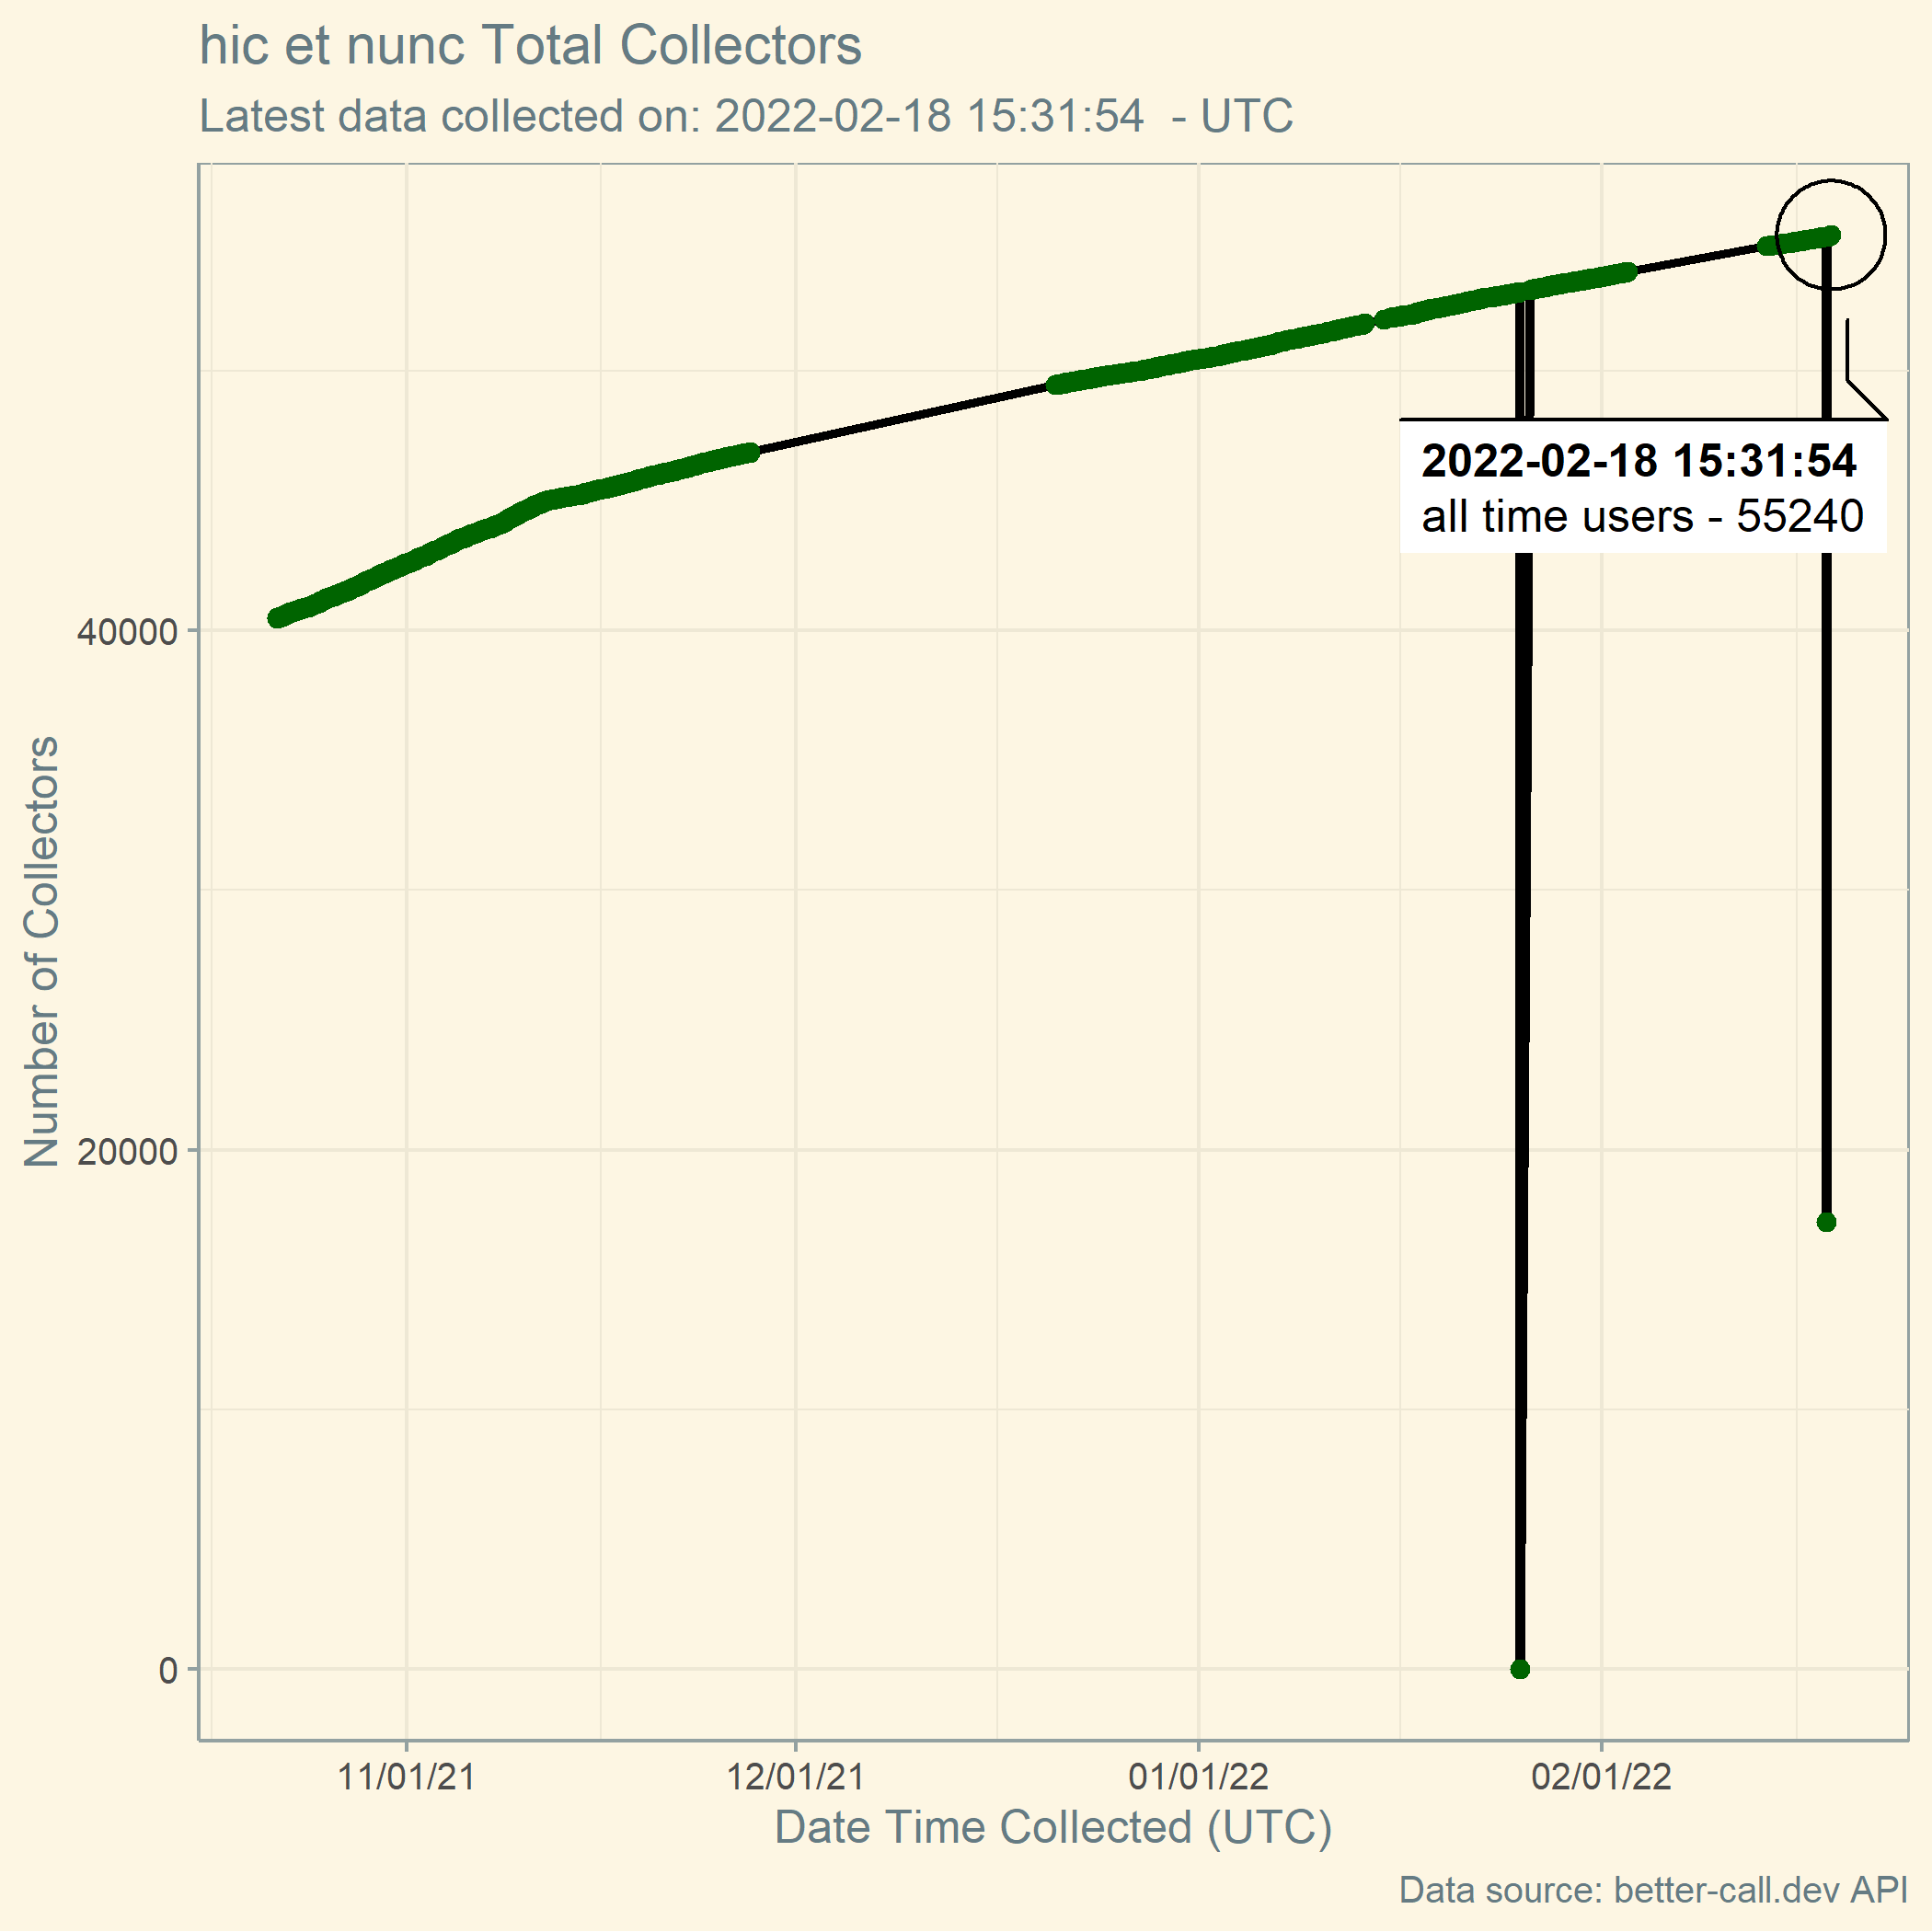 hic et nunc Total Collectors
Latest data collected on: 2022-02-18 15:31:54  - UTC
2022-02-18 15:31:54
all time users - 55240
Number of Collectors
40000
20000
0
11/01/21
12/01/21
01/01/22
02/01/22
Date Time Collected (UTC)
Data source: better-call.dev API